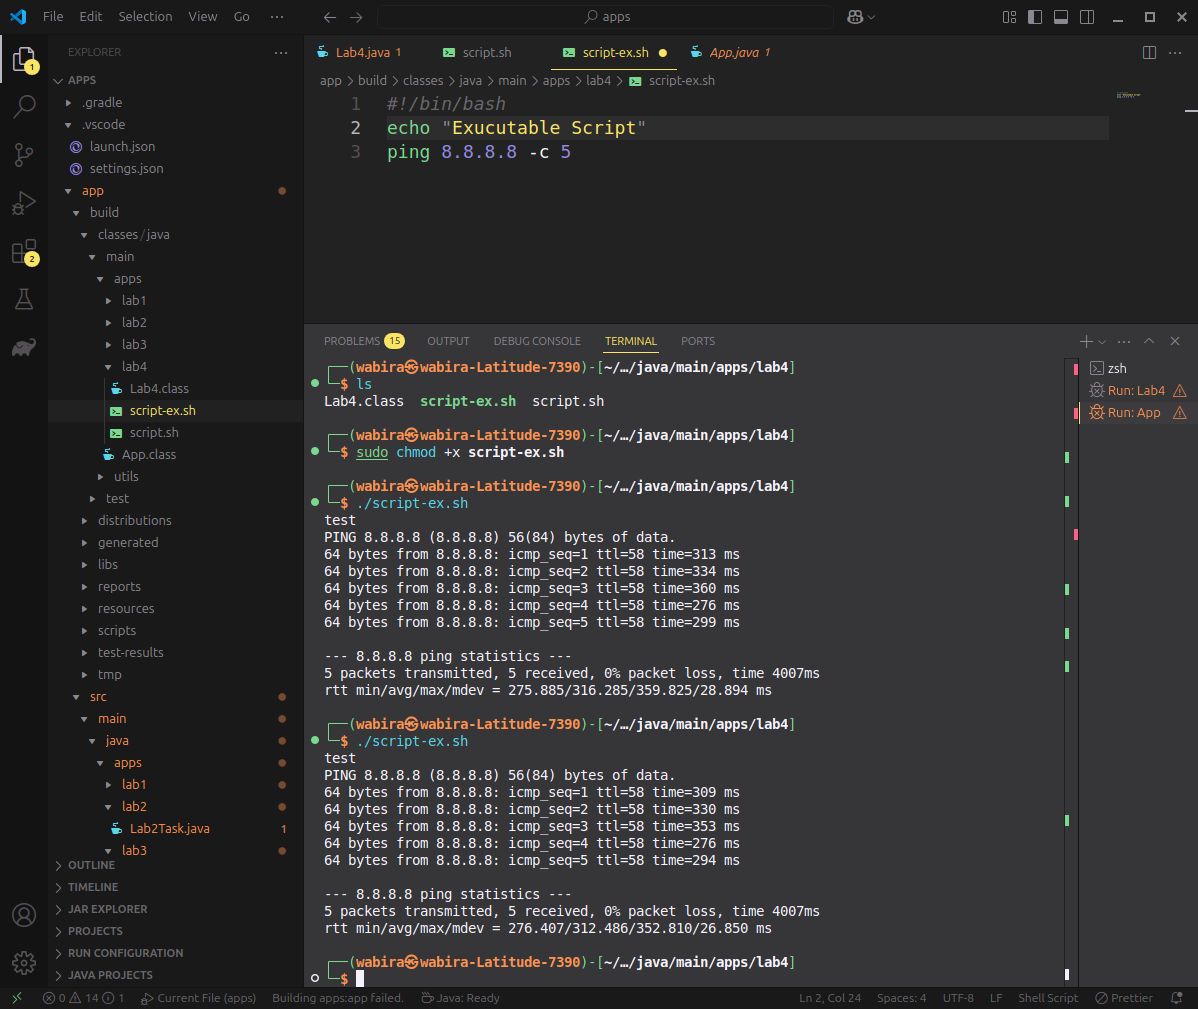 File Edit Selection View Go ··· ← → apps
EXPLORER ···
APPS
.gradle
.vscode
launch.json
settings.json
app
build
classes/java
main
apps
lab1
lab2
lab3
lab4
Lab4.class
script-ex.sh
script.sh
App.class
utils
test
distributions
generated
libs
reports
resources
scripts
test-results
tmp
src
main
java
apps
lab1
lab2
Lab2Task.java 1
lab3
OUTLINE
TIMELINE
JAR EXPLORER
PROJECTS
RUN CONFIGURATION
JAVA PROJECTS
1
2
Lab4.java 1 script.sh script-ex.sh App.java 1
app > build > classes > java > main > apps > lab4 > script-ex.sh
1 #!/bin/bash
2 echo "Exucutable Script"
3 ping 8.8.8.8 -c 5
PROBLEMS 15 OUTPUT DEBUG CONSOLE TERMINAL PORTS
┌──(wabira㉿wabira-Latitude-7390)-[~/…/java/main/apps/lab4]
└─$ ls
Lab4.class script-ex.sh script.sh
┌──(wabira㉿wabira-Latitude-7390)-[~/…/java/main/apps/lab4]
└─$ sudo chmod +x script-ex.sh
┌──(wabira㉿wabira-Latitude-7390)-[~/…/java/main/apps/lab4]
└─$ ./script-ex.sh
test
PING 8.8.8.8 (8.8.8.8) 56(84) bytes of data.
64 bytes from 8.8.8.8: icmp_seq=1 ttl=58 time=313 ms
64 bytes from 8.8.8.8: icmp_seq=2 ttl=58 time=334 ms
64 bytes from 8.8.8.8: icmp_seq=3 ttl=58 time=360 ms
64 bytes from 8.8.8.8: icmp_seq=4 ttl=58 time=276 ms
64 bytes from 8.8.8.8: icmp_seq=5 ttl=58 time=299 ms
--- 8.8.8.8 ping statistics ---
5 packets transmitted, 5 received, 0% packet loss, time 4007ms
rtt min/avg/max/mdev = 275.885/316.285/359.825/28.894 ms
┌──(wabira㉿wabira-Latitude-7390)-[~/…/java/main/apps/lab4]
└─$ ./script-ex.sh
test
PING 8.8.8.8 (8.8.8.8) 56(84) bytes of data.
64 bytes from 8.8.8.8: icmp_seq=1 ttl=58 time=309 ms
64 bytes from 8.8.8.8: icmp_seq=2 ttl=58 time=330 ms
64 bytes from 8.8.8.8: icmp_seq=3 ttl=58 time=353 ms
64 bytes from 8.8.8.8: icmp_seq=4 ttl=58 time=276 ms
64 bytes from 8.8.8.8: icmp_seq=5 ttl=58 time=294 ms
--- 8.8.8.8 ping statistics ---
5 packets transmitted, 5 received, 0% packet loss, time 4007ms
rtt min/avg/max/mdev = 276.407/312.486/352.810/26.850 ms
┌──(wabira㉿wabira-Latitude-7390)-[~/…/java/main/apps/lab4]
└─$
zsh
Run: Lab4
Run: App
0 14 1 Current File (apps) Building apps:app failed. Java: Ready Ln 2, Col 24 Spaces: 4 UTF-8 LF Shell Script Prettier